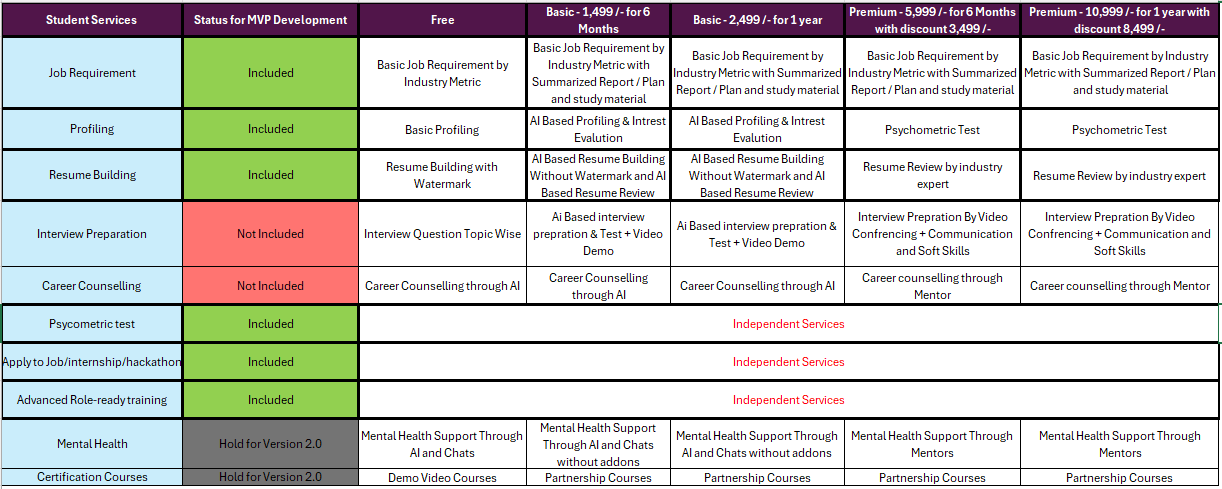 Student Services
Status for MVP Development
Free
Basic - 1,499 /- for 6
Months
Basic - 2,499 /- for 1 year
Premium - 5,999 /- for 6 Months
with discount 3,499 /-
Premium - 10,999 /- for 1 year with
discount 8,499 /-
Job Requirement
Included
Basic Job Requirement by
Industry Metric
Basic Job Requirement by
Industry Metric with
Summarized Report / Plan
and study material
Basic Job Requirement by
Industry Metric with Summarized
Report / Plan and study material
Basic Job Requirement by
Industry Metric with Summarized
Report / Plan and study material
Basic Job Requirement by Industry
Metric with Summarized Report / Plan
and study material
Profiling
Included
Basic Profiling
AI Based Profiling & Intrest
Evalution
AI Based Profiling & Intrest
Evalution
Psychometric Test
Psychometric Test
Resume Building
Included
Resume Building with
Watermark
AI Based Resume Building
Without Watermark and AI
Based Resume Review
AI Based Resume Building
Without Watermark and AI
Based Resume Review
Resume Review by industry
expert
Resume Review by industry expert
Interview Preparation
Not Included
Interview Question Topic Wise
Ai Based interview
prepration & Test + Video
Demo
Ai Based interview prepration &
Test + Video Demo
Interview Prepration By Video
Confrencing + Communication
and Soft Skills
Interview Prepration By Video
Confrencing + Communication and
Soft Skills
Career Counselling
Not Included
Career Counselling through AI
Career Counselling
through AI
Career Counselling through AI
Career counselling through
Mentor
Career counselling through Mentor
Psycometric test
Included
Independent Services
Apply to Job/internship/hackathon
Included
Independent Services
Advanced Role-ready training
Included
Independent Services
Mental Health
Hold for Version 2.0
Mental Health Support Through
AI and Chats
Mental Health Support
Through AI and Chats
without addons
Mental Health Support Through
AI and Chats without addons
Mental Health Support Through
Mentors
Mental Health Support Through
Mentors
Certification Courses
Hold for Version 2.0
Demo Video Courses
Partnership Courses
Partnership Courses
Partnership Courses
Partnership Courses